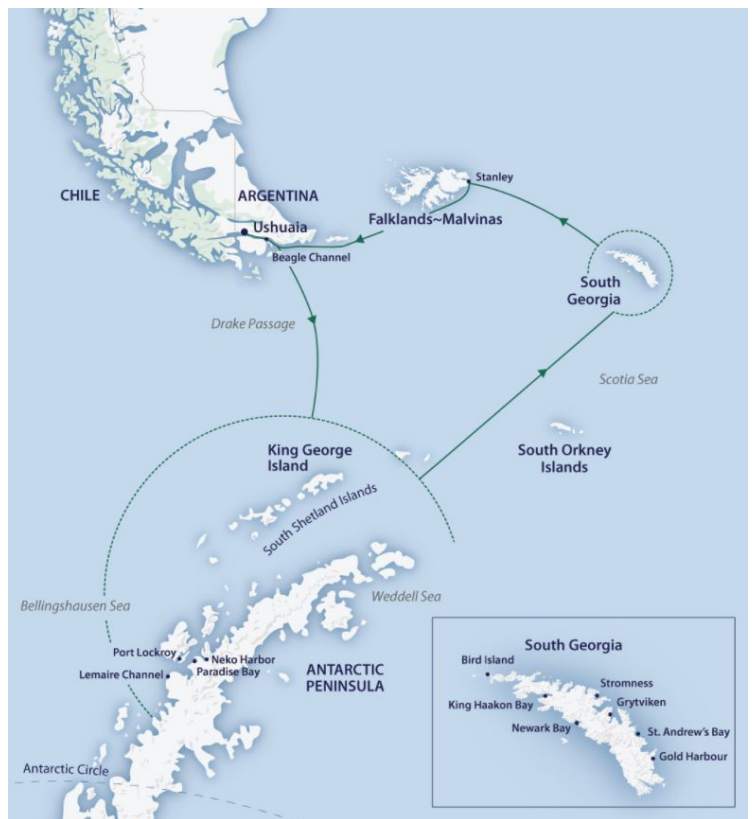 Stanley
CHILE
ARGENTINA
Falklands~Malvinas
Ushuaia
Beagle Channel
South
Georgia
Drake Passage
Scotia Sea
King George
Island
South Orkney
Islands
South Shetland Islands
Bellingshausen Sea
Weddell Sea
Port Lockroy
Neko Harbor
Paradise Bay
Lemaire Channel
ANTARCTIC
PENINSULA
Antarctic Circle
South Georgia
Bird Island
Stromness
King Haakon Bay
Grytviken
Newark Bay
St. Andrew's Bay
Gold Harbour